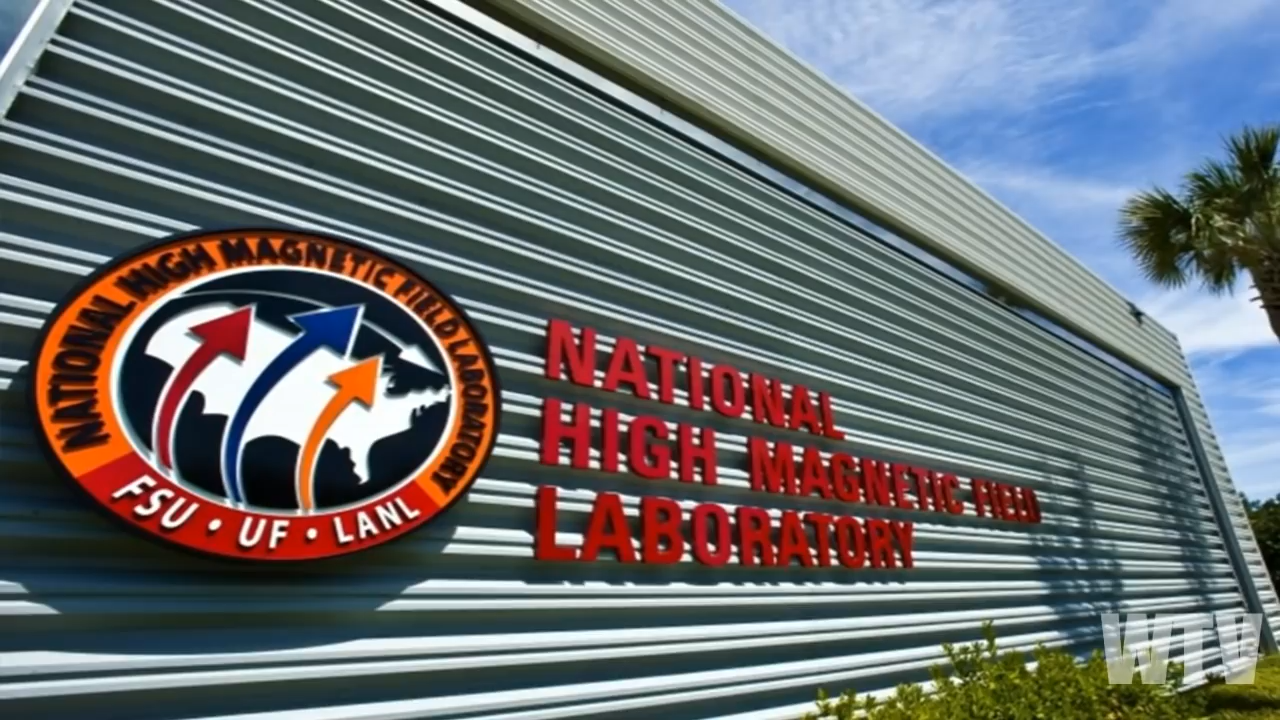 NATIONAL HIGH MAGNETIC FIELD LABORATORY
FSU • UF • LANL
NATIONAL
HIGH MAGNETIC FIELD
LABORATORY
WTV